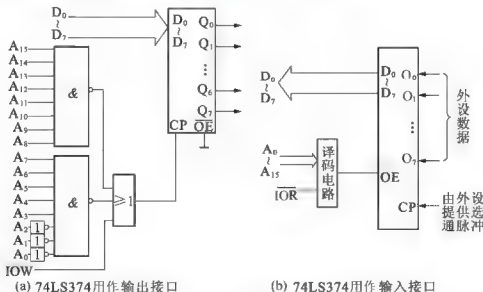 D₀
~
D₇
A₁₅
A₁₄
A₁₃
A₁₂
A₁₁
A₁₀
A₉
A₈
&
A₇
A₆
A₅
A₄
A₃
A₂
A₁
A₀
1
1
1
&
IOW
≥1
D₀
~
D₇
Q₀
Q₁
...
Q₆
Q₇
CP
OE
(a) 74LS374用作输出接口
D₀
~
D₇
A₀
~
A₁₅
IOR
译码电路
D₀
~
D₇
O₀
O₁
...
O₇
OE
CP
外设数据
由外设
提供选
通脉冲
(b) 74LS374用作输入接口